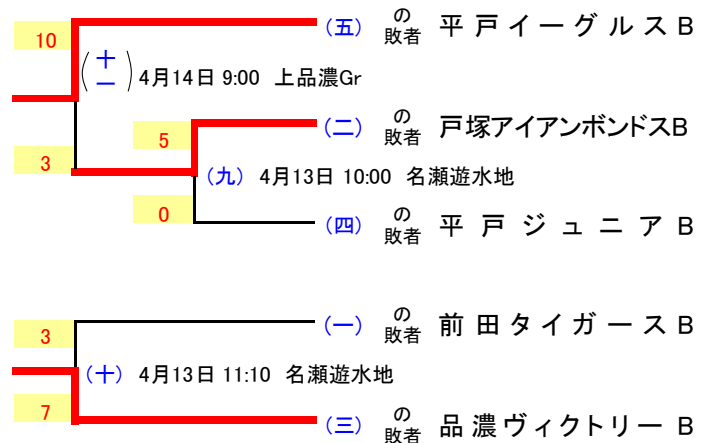 10
(五) の敗者 平戸イーグルスB
(十一) 4月14日 9:00 上品濃Gr
(二) の敗者 戸塚アイアンボンドスB
5
3
(九) 4月13日 10:00 名瀬遊水地
0
(四) の敗者 平戸ジュニアB
(一) の敗者 前田タイガースB
3
(十) 4月13日 11:10 名瀬遊水地
7
(三) の敗者 品濃ヴィクトリーB